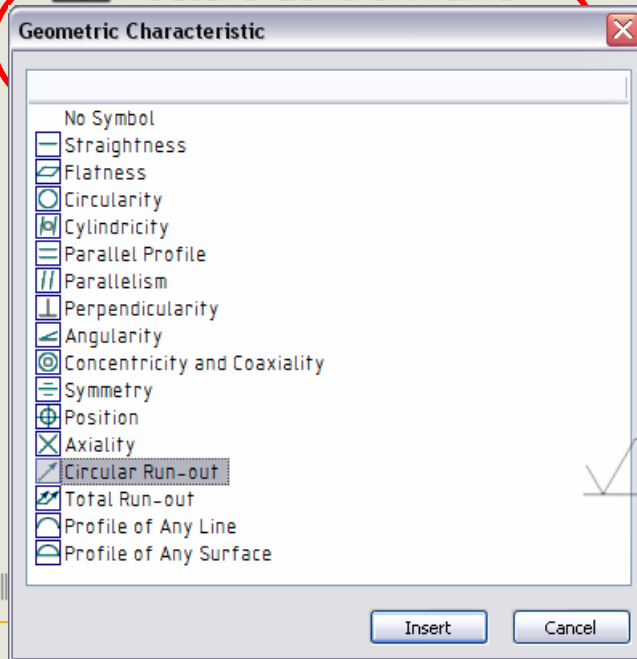 Geometric Characteristic
No Symbol
Straightness
Flatness
Circularity
Cylindricity
Parallel Profile
Parallelism
Perpendicularity
Angularity
Concentricity and Coaxiality
Symmetry
Position
Axiality
Circular Run-out
Total Run-out
Profile of Any Line
Profile of Any Surface
Insert
Cancel